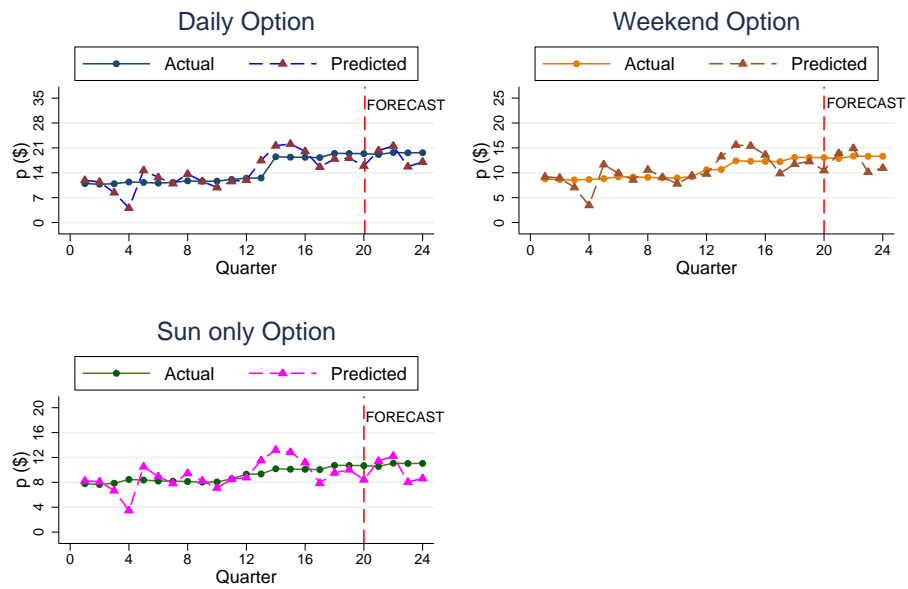 Daily Option
Actual
Predicted
FORECAST
p ($)
35
28
21
14
7
0
0 4 8 12 16 20 24
Quarter
Weekend Option
Actual
Predicted
FORECAST
p ($)
25
20
15
10
5
0
0 4 8 12 16 20 24
Quarter
Sun only Option
Actual
Predicted
FORECAST
p ($)
20
16
12
8
4
0
0 4 8 12 16 20 24
Quarter